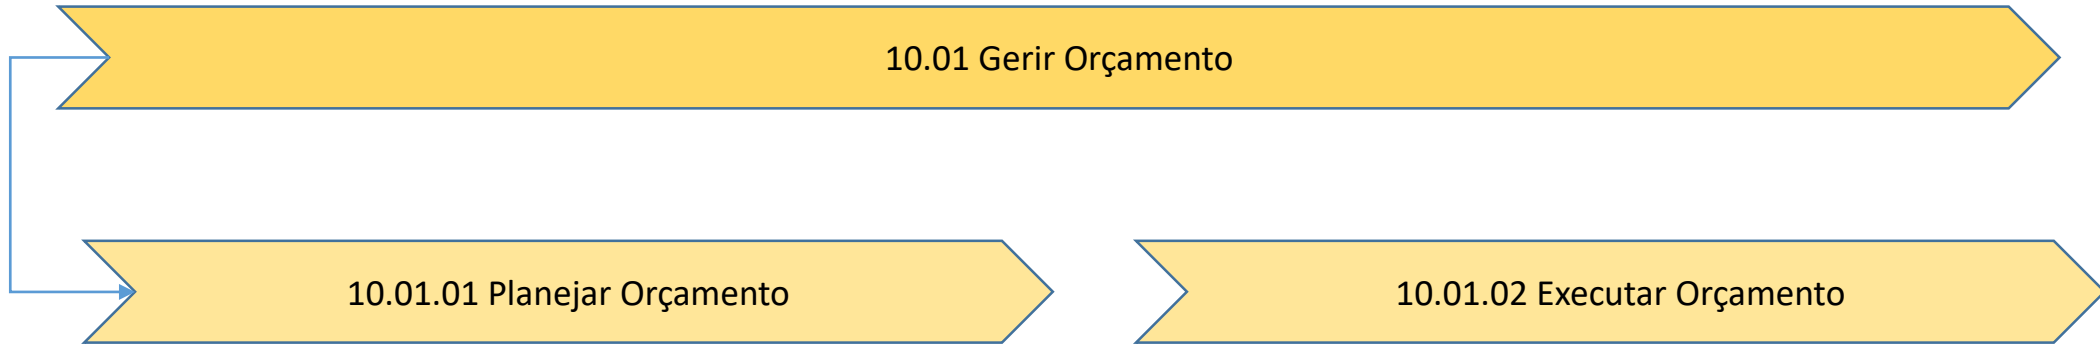 10.01 Gerir Orçamento
10.01.01 Planejar Orçamento
10.01.02 Executar Orçamento